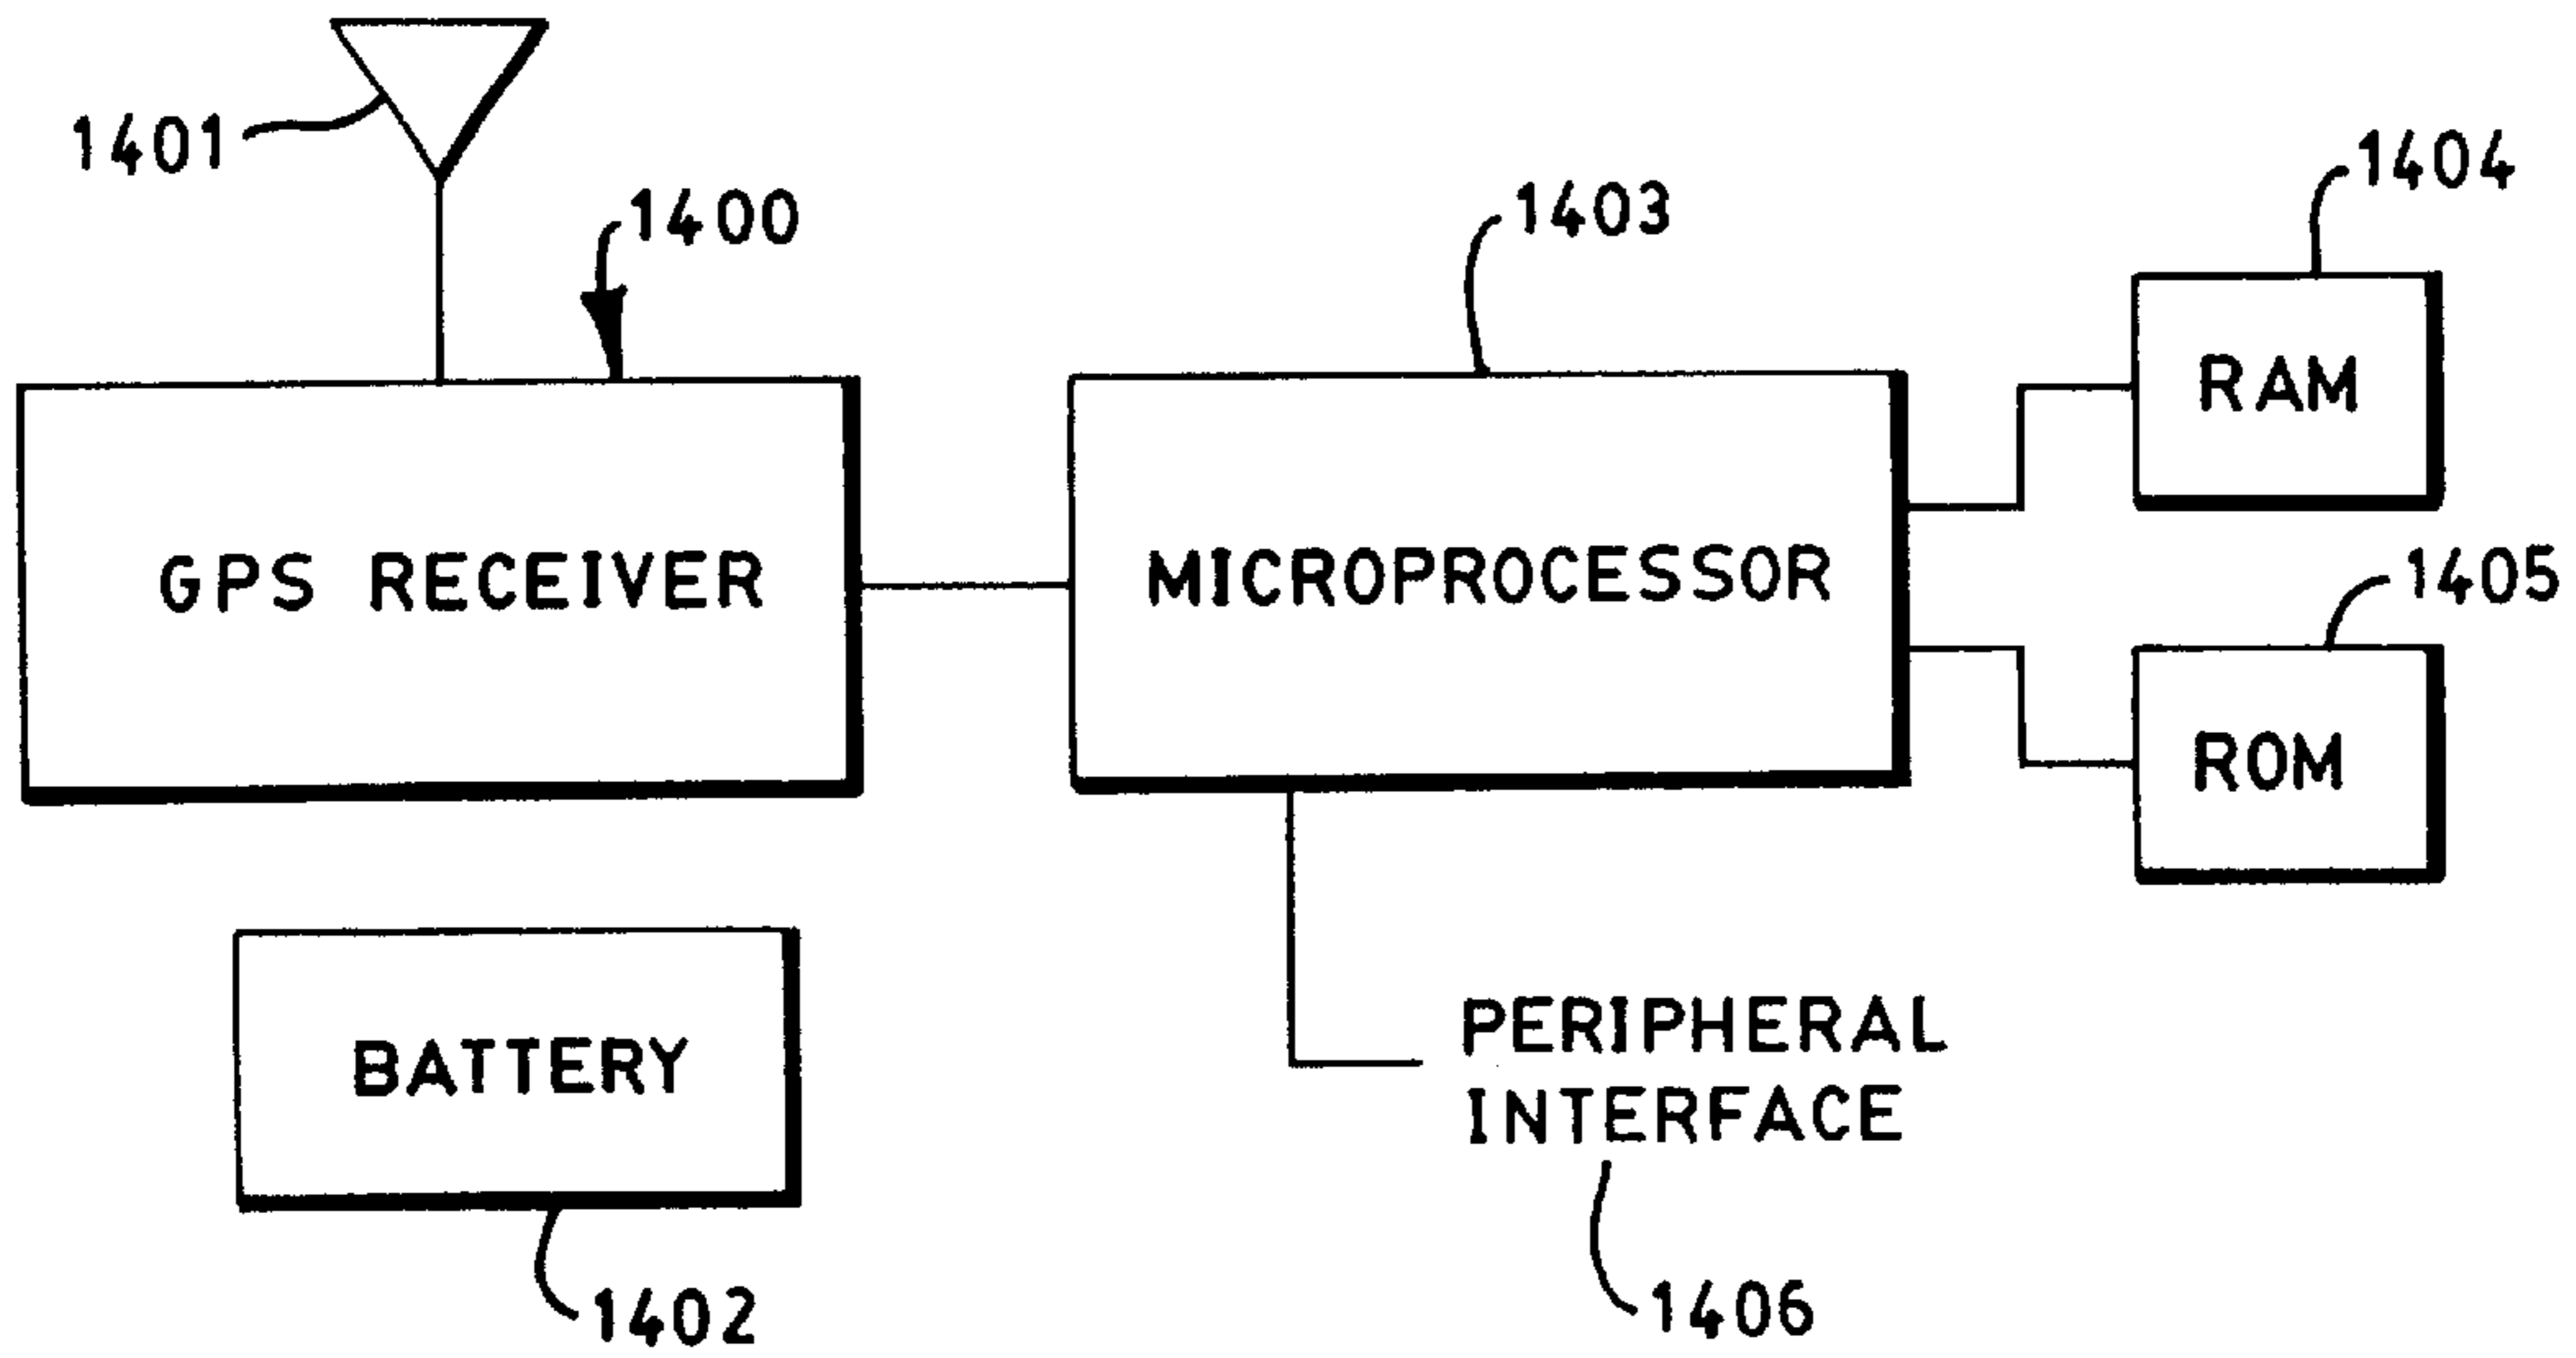 1401
1400
1403
1404
GPS RECEIVER
MICROPROCESSOR
RAM
1405
ROM
BATTERY
PERIPHERAL
INTERFACE
1402
1406